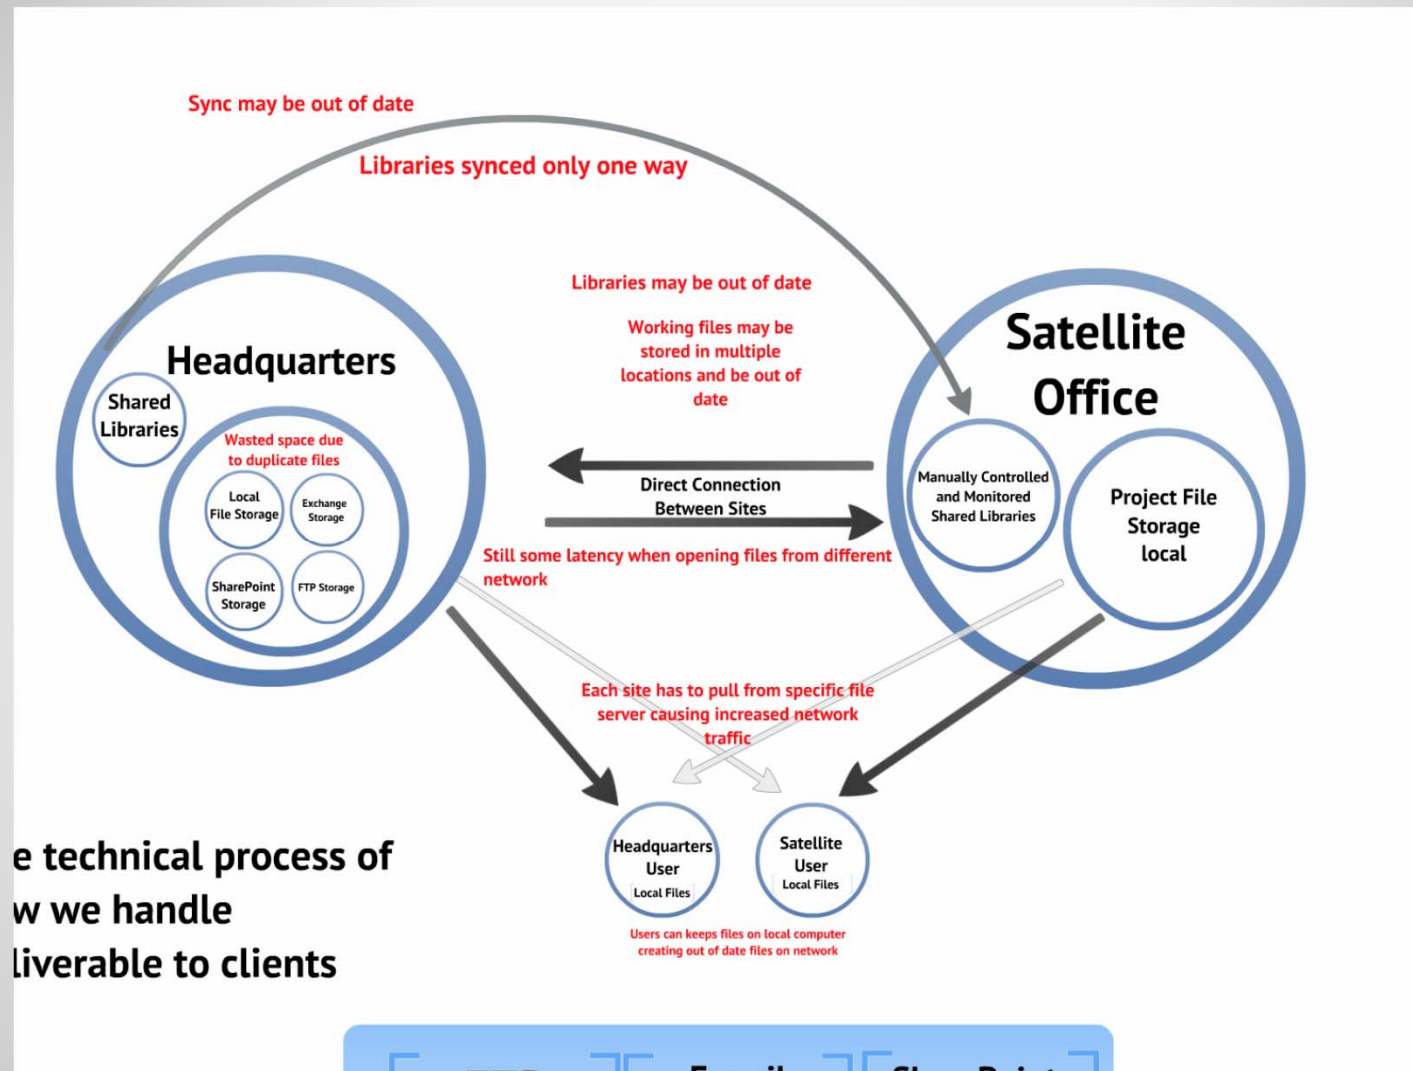 Sync may be out of date
Libraries synced only one way
Libraries may be out of date
Working files may be
stored in multiple
locations and be out of
date
Headquarters
Shared
Libraries
Wasted space due
to duplicate files
Local
File Storage
Exchange
Storage
SharePoint
Storage
FTP Storage
Direct Connection
Between Sites
Still some latency when opening files from different
network
Satellite
Office
Manually Controlled
and Monitored
Shared Libraries
Project File
Storage
local
Each site has to pull from specific file
server causing increased network
traffic
Headquarters
User
Local Files
Satellite
User
Local Files
Users can keeps files on local computer
creating out of date files on network
e technical process of
w we handle
liverable to clients